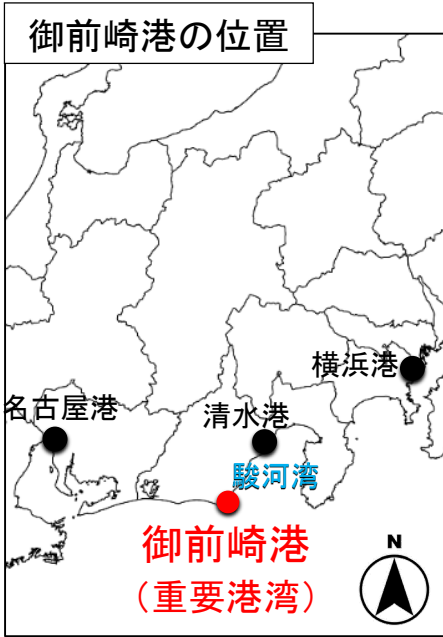 御前崎港の位置
横浜港
名古屋港
清水港
駿河湾
御前崎港
（重要港湾）
N